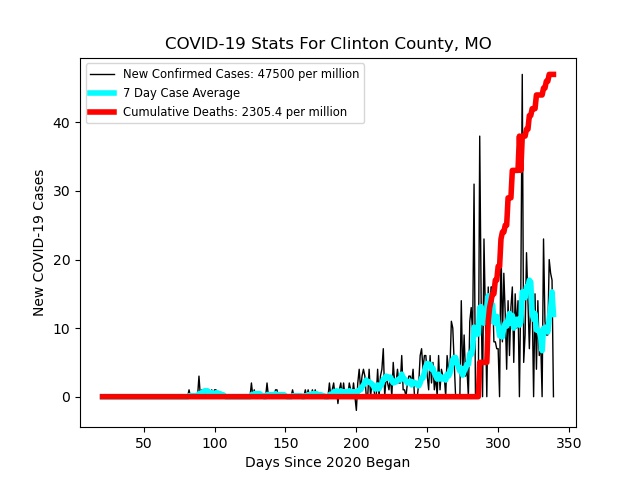 COVID-19 Stats For Clinton County, MO
New Confirmed Cases: 47500 per million
7 Day Case Average
Cumulative Deaths: 2305.4 per million
New COVID-19 Cases
40
30
20
10
0
50 100 150 200 250 300 350
Days Since 2020 Began